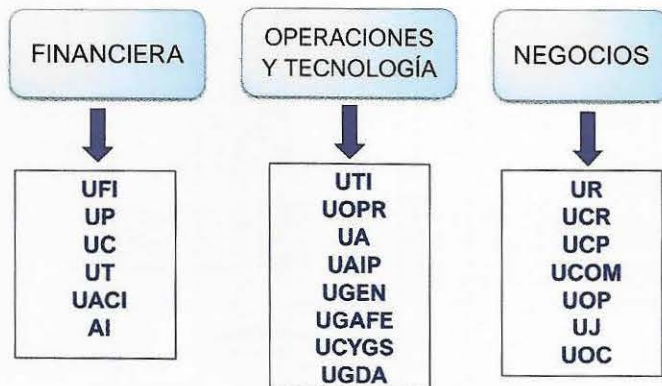 FINANCIERA
UFI
UP
UC
UT
UACI
AI
OPERACIONES
Y TECNOLOGÍA
UTI
UOPR
UA
UAIP
UGEN
UGAFE
UCYGS
UGDA
NEGOCIOS
UR
UCR
UCP
UCOM
UOP
UJ
UOC